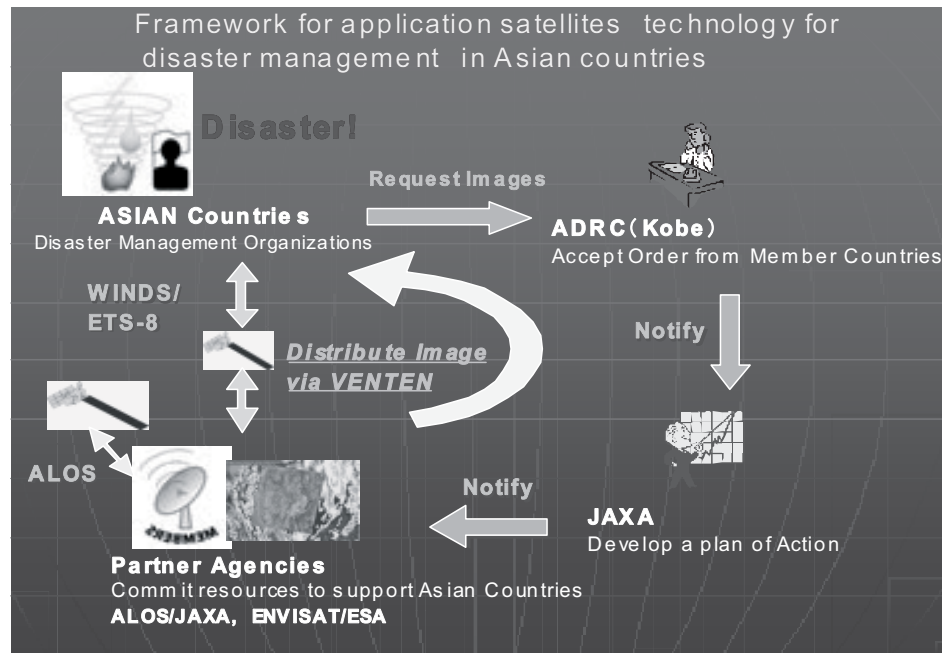 Framework for application satellites technology for
disaster management in Asian countries
Disaster!
Request Images
ASIAN Countries
Disaster Management Organizations
ADRC(Kobe)
Accept Order from Member Countries
WINDS/
ETS-8
Notify
Distribute Image
via VENTEN
ALOS
MEMBERS
Notify
JAXA
Develop a plan of Action
Partner Agencies
Commit resources to support Asian Countries
ALOS/JAXA, ENVISAT/ESA